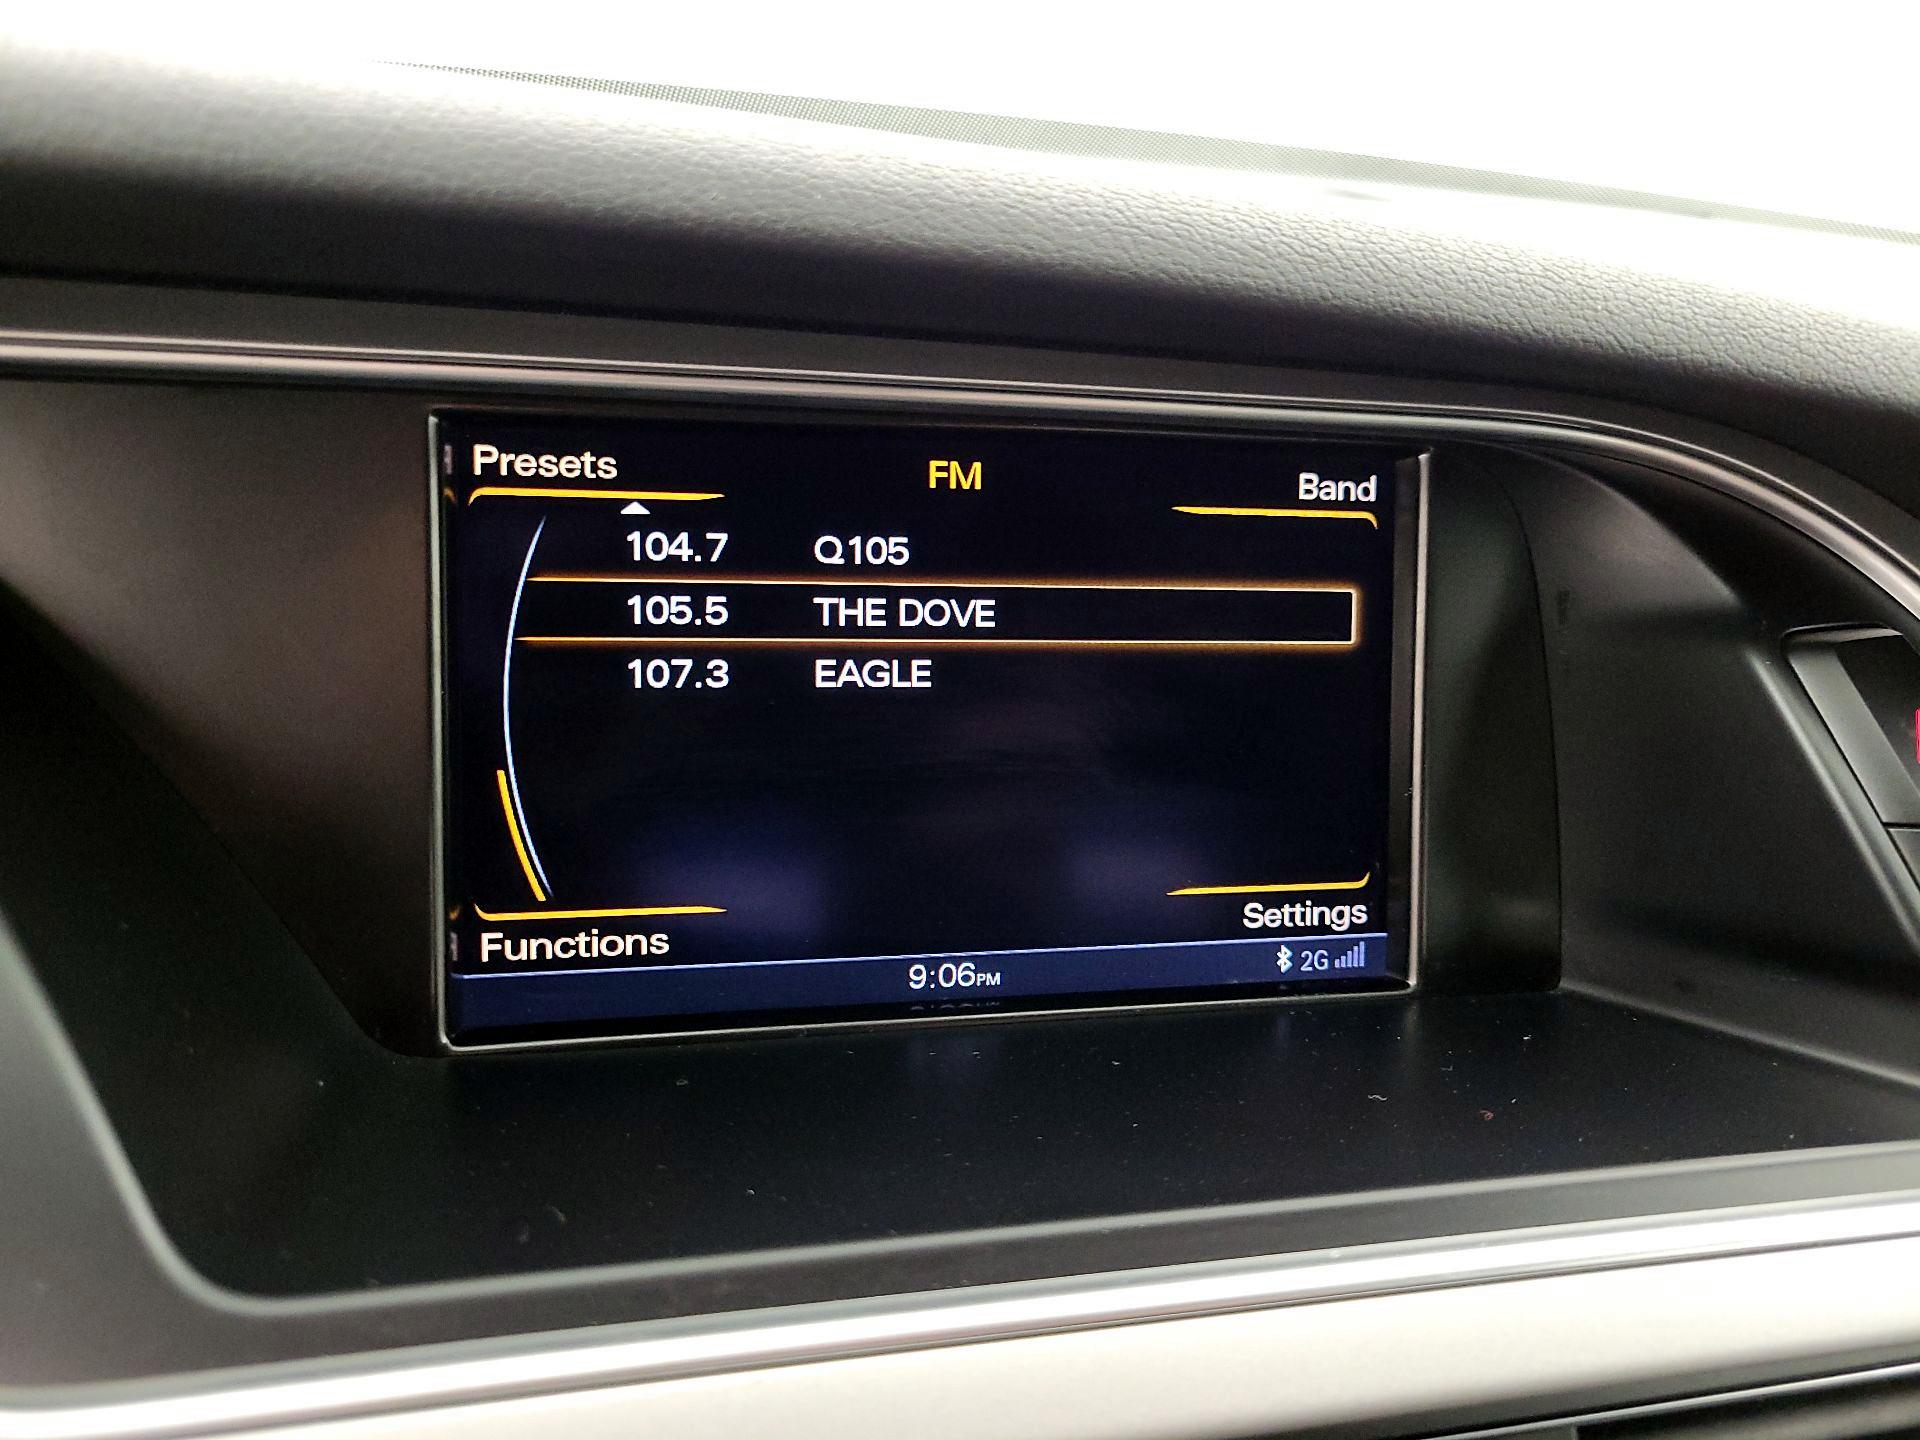 Presets FM Band
104.7 Q105
105.5 THE DOVE
107.3 EAGLE
Settings
Functions
9:06PM 2G